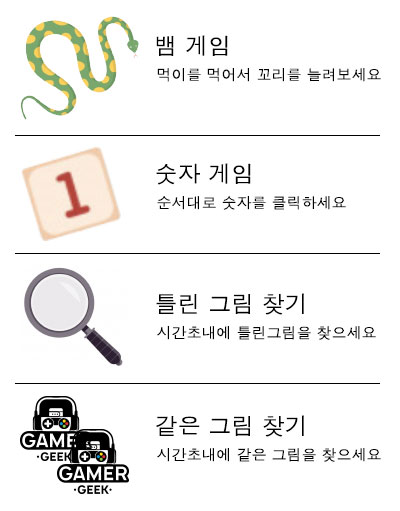 뱀 게임
먹이를 먹어서 꼬리를 늘려보세요
1
숫자 게임
순서대로 숫자를 클릭하세요
틀린 그림 찾기
시간초내에 틀린그림을 찾으세요
GAME
·GEEK
GAMER
·GEEK·
같은 그림 찾기
시간초내에 같은 그림을 찾으세요